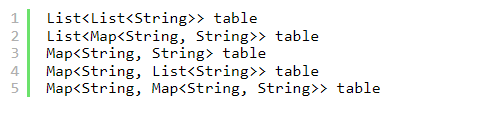 1 List<List<String>> table
2 List<Map<String, String>> table
3 Map<String, String> table
4 Map<String, List<String>> table
5 Map<String, Map<String, String>> table